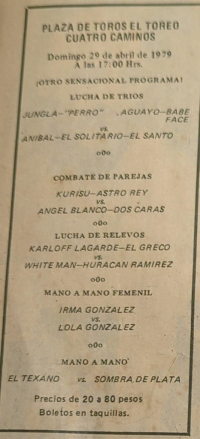 PLAZA DE TOROS EL TOREO
CUATRO CAMINOS
Domingo 29 de abril de 1979
A las 17:00 Hrs.
¡OTRO SENSACIONAL PROGRAMA!
LUCHA DE TRIOS
JUNGLA-"PERRO" AGUAYO-BABE
FACE
vs.
ANIBAL-EL SOLITARIO-EL SANTO
oOo
COMBATE DE PAREJAS
KURISU-ASTRO REY
vs.
ANGEL BLANCO-DOS CARAS
oOo
LUCHA DE RELEVOS
KARLOFF LAGARDE-EL GRECO
vs.
WHITE MAN-HURACAN RAMIREZ
oOo
MANO A MANO FEMENIL
IRMA GONZALEZ
vs.
LOLA GONZALEZ
oOo
MANO A MANO
EL TEXANO vs. SOMBRA DE PLATA
Precios de 20 a 80 pesos
Boletos en taquillas.